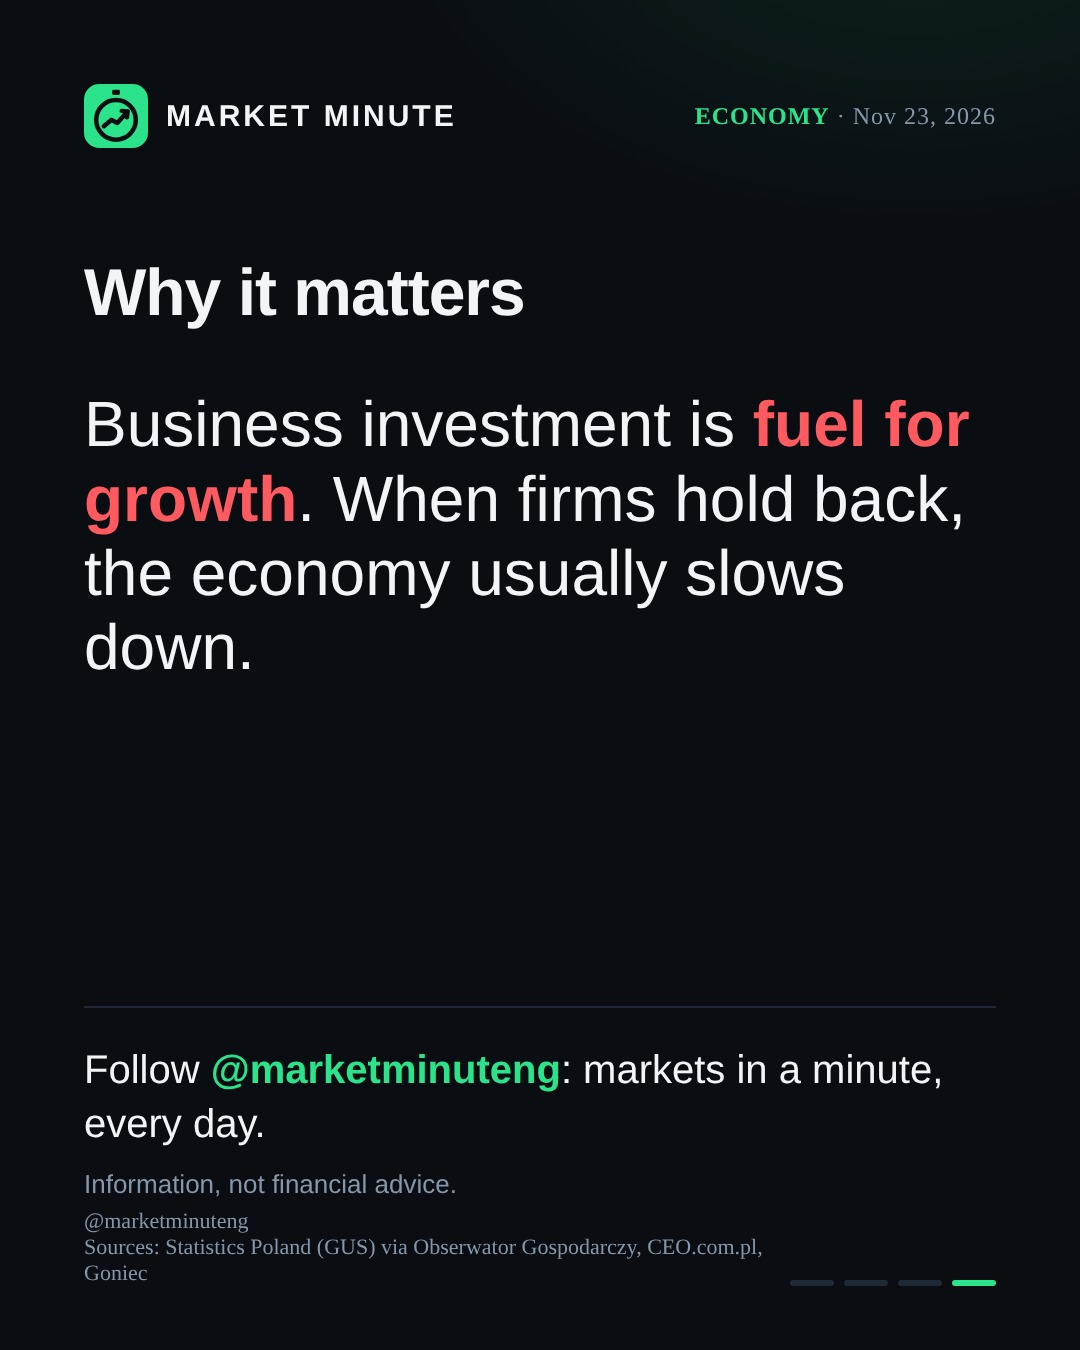 MARKET MINUTE
ECONOMY · Nov 23, 2026
Why it matters
Business investment is fuel for
growth. When firms hold back,
the economy usually slows
down.
Follow @marketminuteng: markets in a minute,
every day.
Information, not financial advice.
@marketminuteng
Sources: Statistics Poland (GUS) via Obserwator Gospodarczy, CEO.com.pl,
Goniec